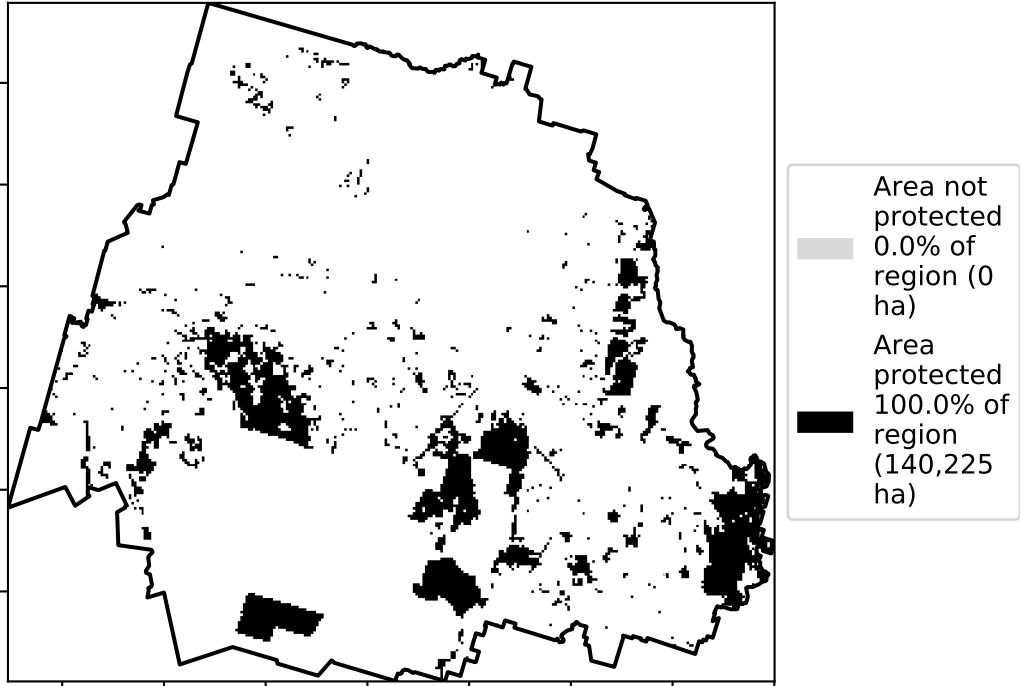 Area not
protected
0.0% of
region (0
ha)
Area
protected
100.0% of
region
(140,225
ha)